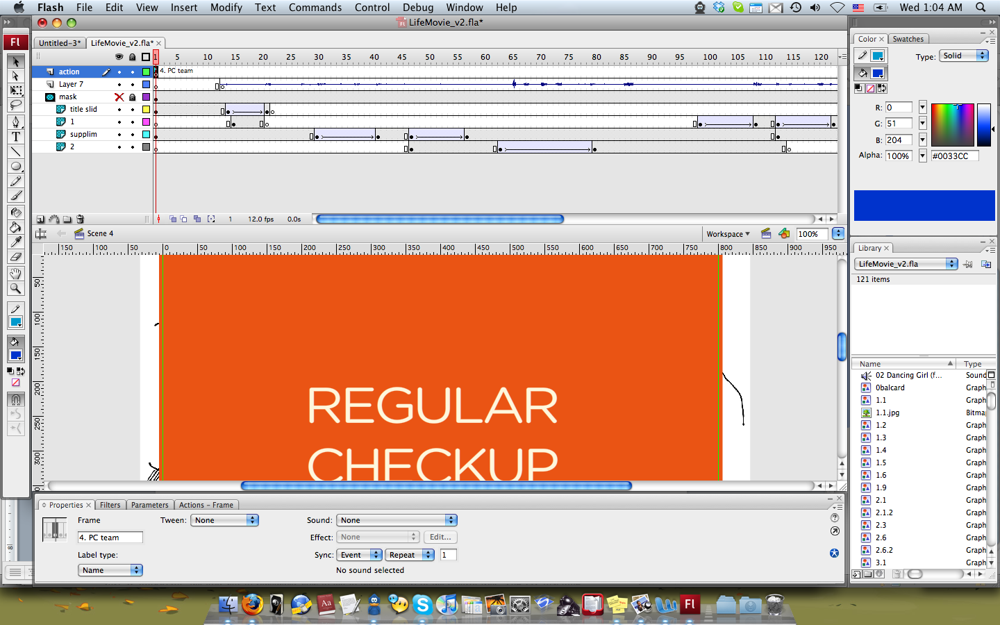 Flash File Edit View Insert Modify Text Commands Control Debug Window Help Wed 1:04 AM
LifeMovie_v2.fla*
Untitled-3* LifeMovie_v2.fla*
1 5 10 15 20 25 30 35 40 45 50 55 60 65 70 75 80 85 90 95 100 105 110 115 120
action 4. PC team
Layer 7
mask
title slid
1
supplim
2
1 12.0 fps 0.0s
Scene 4 Workspace 100%
150 100 50 0 50 100 150 200 250 300 350 400 450 500 550 600 650 700 750 800 850 900 950
50
100
150
200
250
300
REGULAR
CHECKUP
Fl
T
Color Swatches
Type: Solid
R: 0
G: 51
B: 204
Alpha: 100% #0033CC
Library
LifeMovie_v2.fla
121 items
Name Type
02 Dancing Girl (f... Sound
0balcard Graph
1.1 Graph
1.1.jpg Bitma
1.2 Graph
1.3 Graph
1.4 Graph
1.5 Graph
1.6 Graph
1.9 Graph
2.1 Graph
2.1.2 Graph
2.3 Graph
2.6 Graph
2.6.2 Graph
3.1 Graph
Properties Filters Parameters Actions - Frame
Frame Tween: None Sound: None
4. PC team Effect: None Edit...
Label type: Sync: Event Repeat 1
Name No sound selected
Aa
Fl